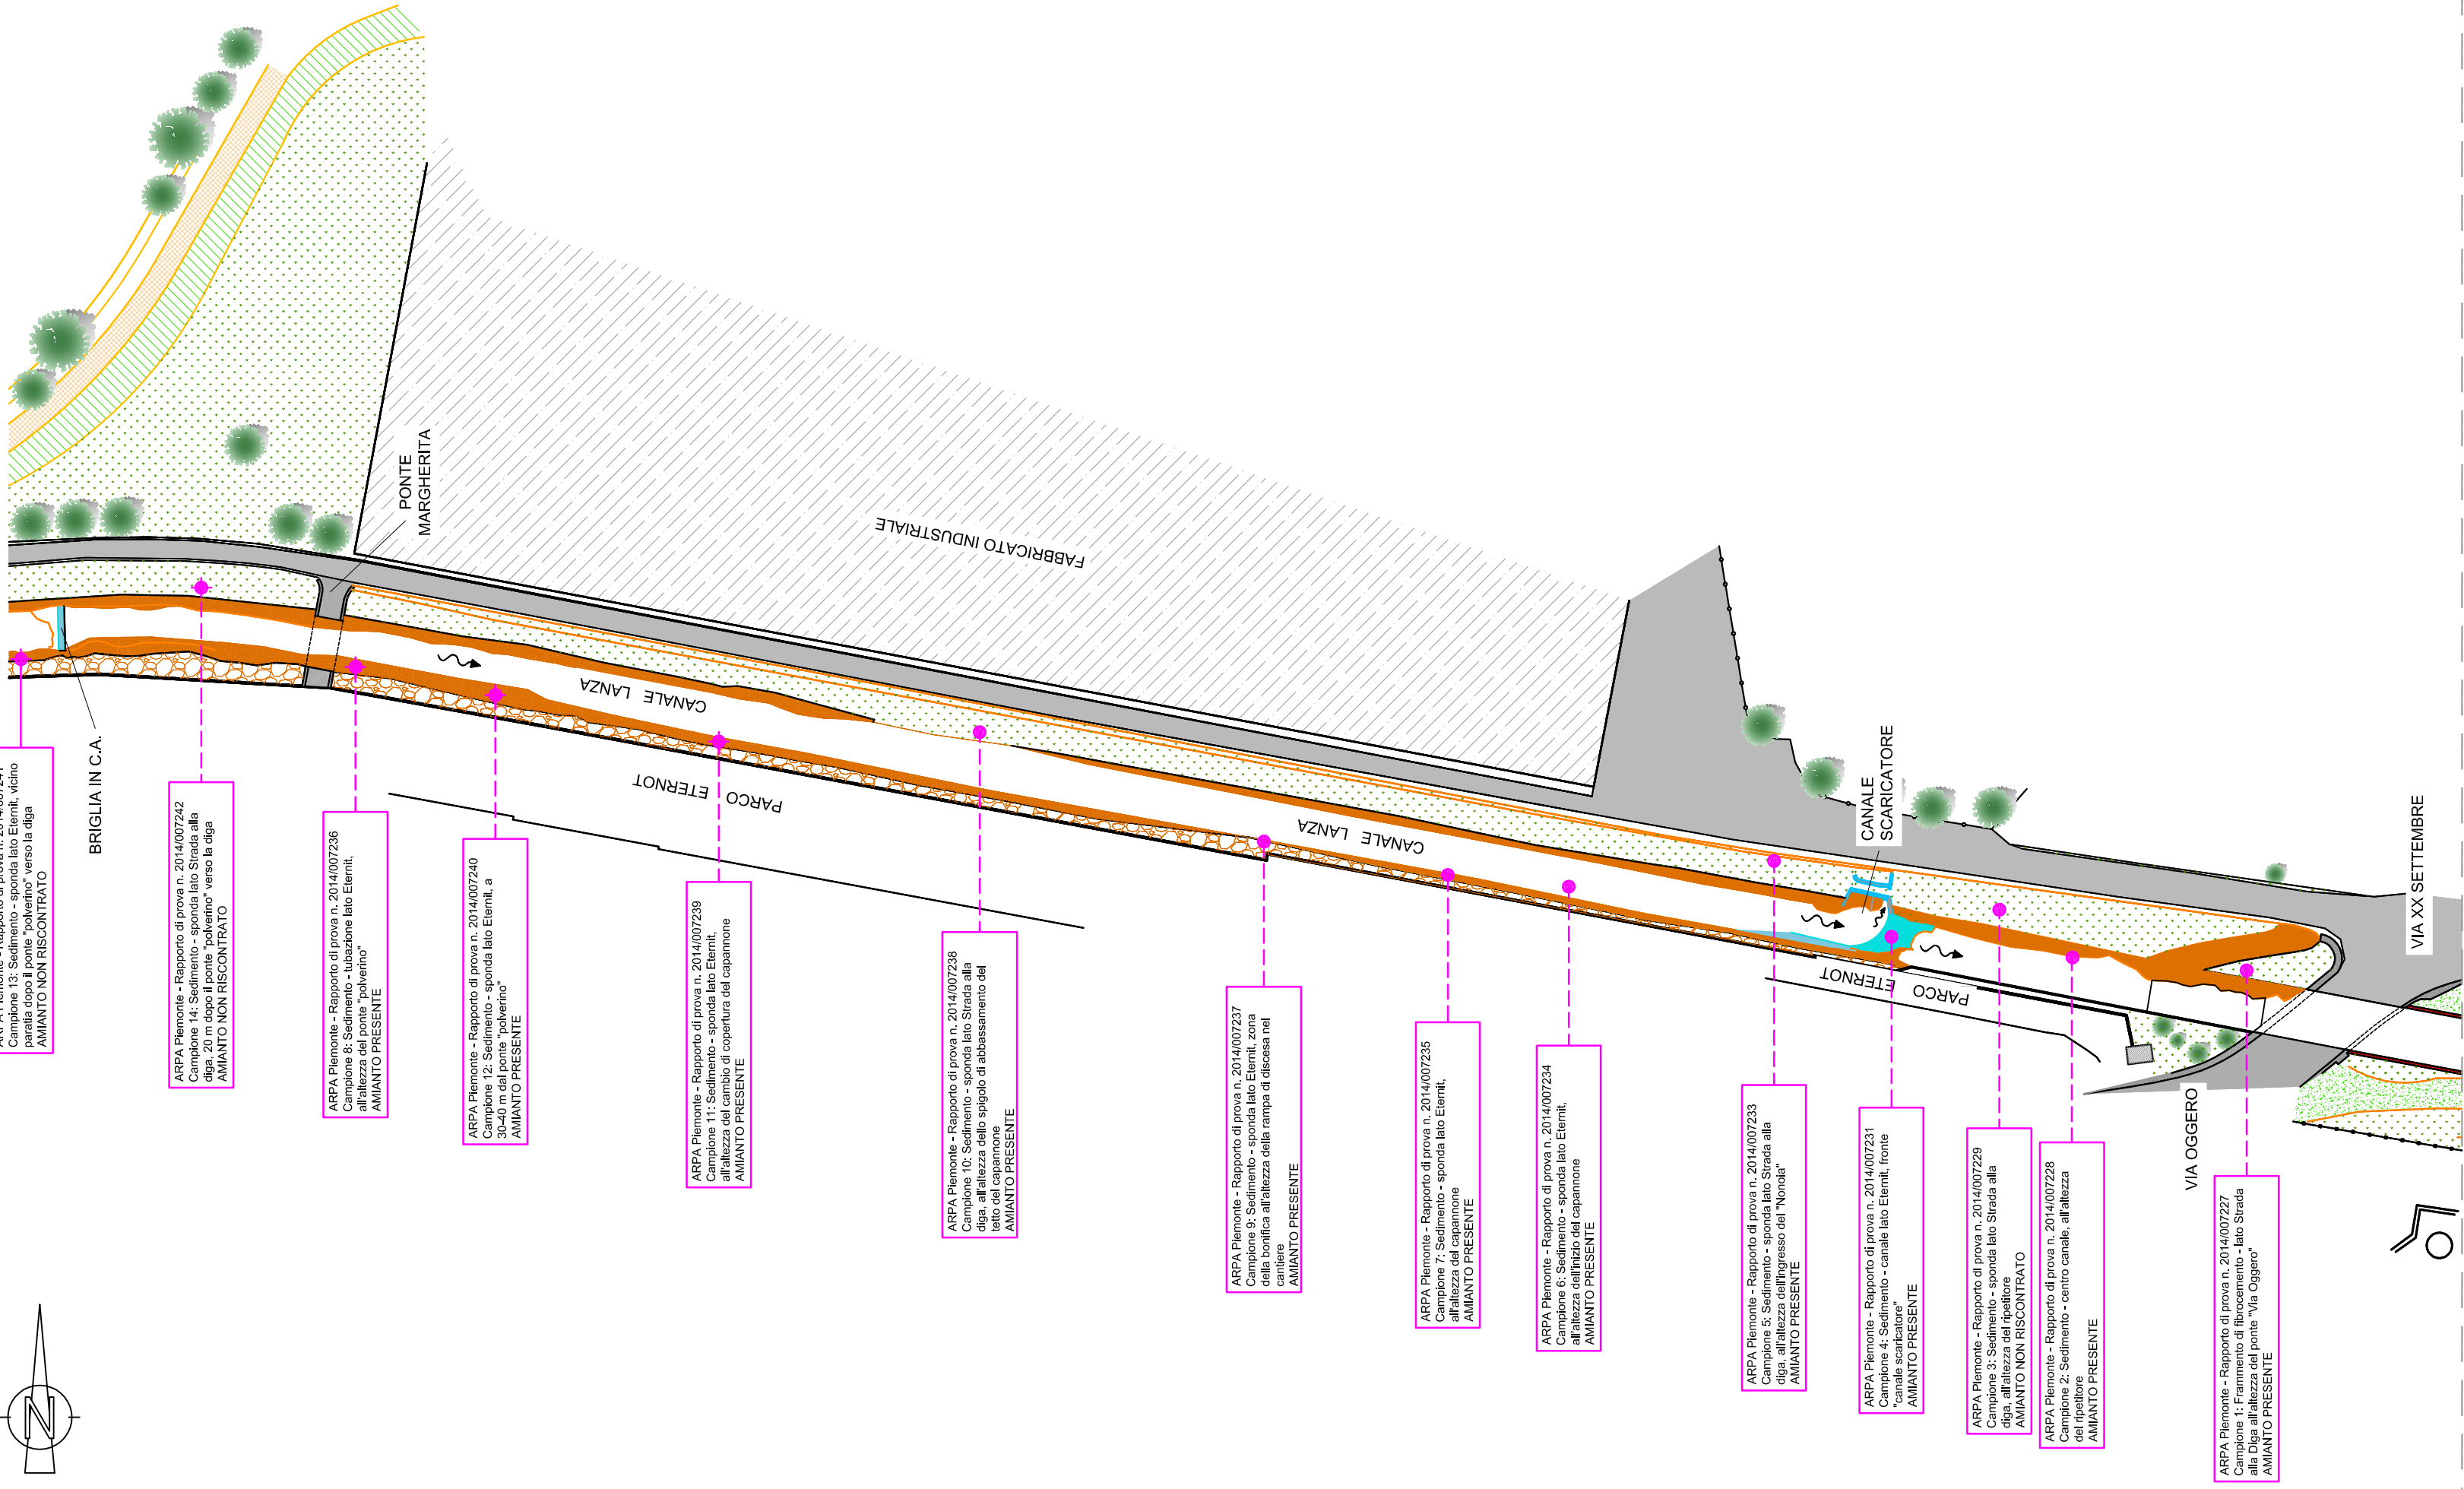 ARPA Piemonte - Rapporto di prova n. 2014/007241
Campione 13: Sedimento - sponda lato Eternit, vicino
paratia dopo il ponte "polverino" verso la diga
AMIANTO NON RISCONTRATO
BRIGLIA IN C.A.
ARPA Piemonte - Rapporto di prova n. 2014/007242
Campione 14: Sedimento - sponda lato Strada alla
diga, 20 m dopo il ponte "polverino" verso la diga
AMIANTO NON RISCONTRATO
ARPA Piemonte - Rapporto di prova n. 2014/007236
Campione 8: Sedimento - tubazione lato Eternit,
all'altezza del ponte "polverino"
AMIANTO PRESENTE
PONTE
MARGHERITA
ARPA Piemonte - Rapporto di prova n. 2014/007240
Campione 12: Sedimento - sponda lato Eternit, a
30-40 m dal ponte "polverino"
AMIANTO PRESENTE
CANALE LANZA
PARCO ETERNOT
ARPA Piemonte - Rapporto di prova n. 2014/007239
Campione 11: Sedimento - sponda lato Eternit,
all'altezza del cambio di copertura del capannone
AMIANTO PRESENTE
FABBRICATO INDUSTRIALE
ARPA Piemonte - Rapporto di prova n. 2014/007238
Campione 10: Sedimento - sponda lato Strada alla
diga, all'altezza dello spigolo di abbassamento del
tetto del capannone
AMIANTO PRESENTE
ARPA Piemonte - Rapporto di prova n. 2014/007237
Campione 9: Sedimento - sponda lato Eternit, zona
della bonifica all'altezza della rampa di discesa nel
cantiere
AMIANTO PRESENTE
CANALE LANZA
ARPA Piemonte - Rapporto di prova n. 2014/007235
Campione 7: Sedimento - sponda lato Eternit,
all'altezza del capannone
AMIANTO PRESENTE
ARPA Piemonte - Rapporto di prova n. 2014/007234
Campione 6: Sedimento - sponda lato Eternit,
all'altezza dell'inizio del capannone
AMIANTO PRESENTE
ARPA Piemonte - Rapporto di prova n. 2014/007233
Campione 5: Sedimento - sponda lato Strada alla
diga, all'altezza dell'ingresso del "Nonoia"
AMIANTO PRESENTE
CANALE
SCARICATORE
PARCO ETERNOT
ARPA Piemonte - Rapporto di prova n. 2014/007231
Campione 4: Sedimento - canale lato Eternit, fronte
"canale scaricatore"
AMIANTO PRESENTE
ARPA Piemonte - Rapporto di prova n. 2014/007229
Campione 3: Sedimento - sponda lato Strada alla
diga, all'altezza del ripetitore
AMIANTO NON RISCONTRATO
ARPA Piemonte - Rapporto di prova n. 2014/007228
Campione 2: Sedimento - centro canale, all'altezza
del ripetitore
AMIANTO PRESENTE
VIA OGGERO
ARPA Piemonte - Rapporto di prova n. 2014/007227
Campione 1: Frammento di fibrocemento - lato Strada
alla Diga all'altezza del ponte "Via Oggero"
AMIANTO PRESENTE
VIA XX SETTEMBRE
N